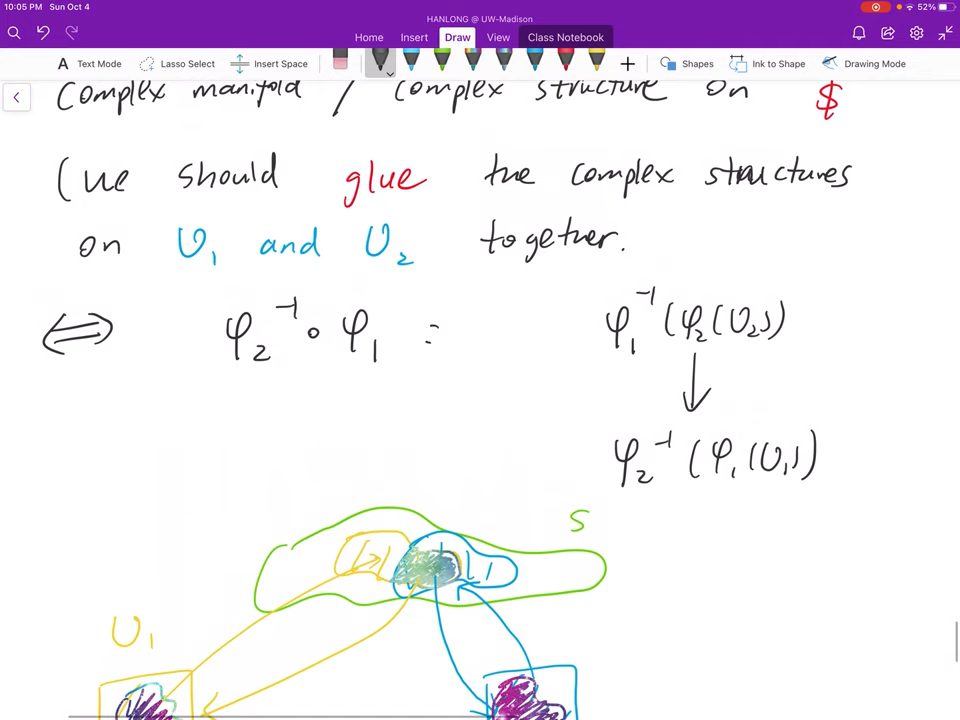 10:05 PM Sun Oct 4
52%
HANLONG @ UW-Madison
Home Insert Draw View Class Notebook
Text Mode Lasso Select Insert Space Shapes Ink to Shape Drawing Mode
Complex manifold / complex structure on $
(we should glue the complex structures
on U₁ and U₂ together.
⟺ φ₂⁻¹ ∘ φ₁ : φ₁⁻¹(φ₂(U₂))
↓
φ₂⁻¹(φ₁(U₁))
S
U₁